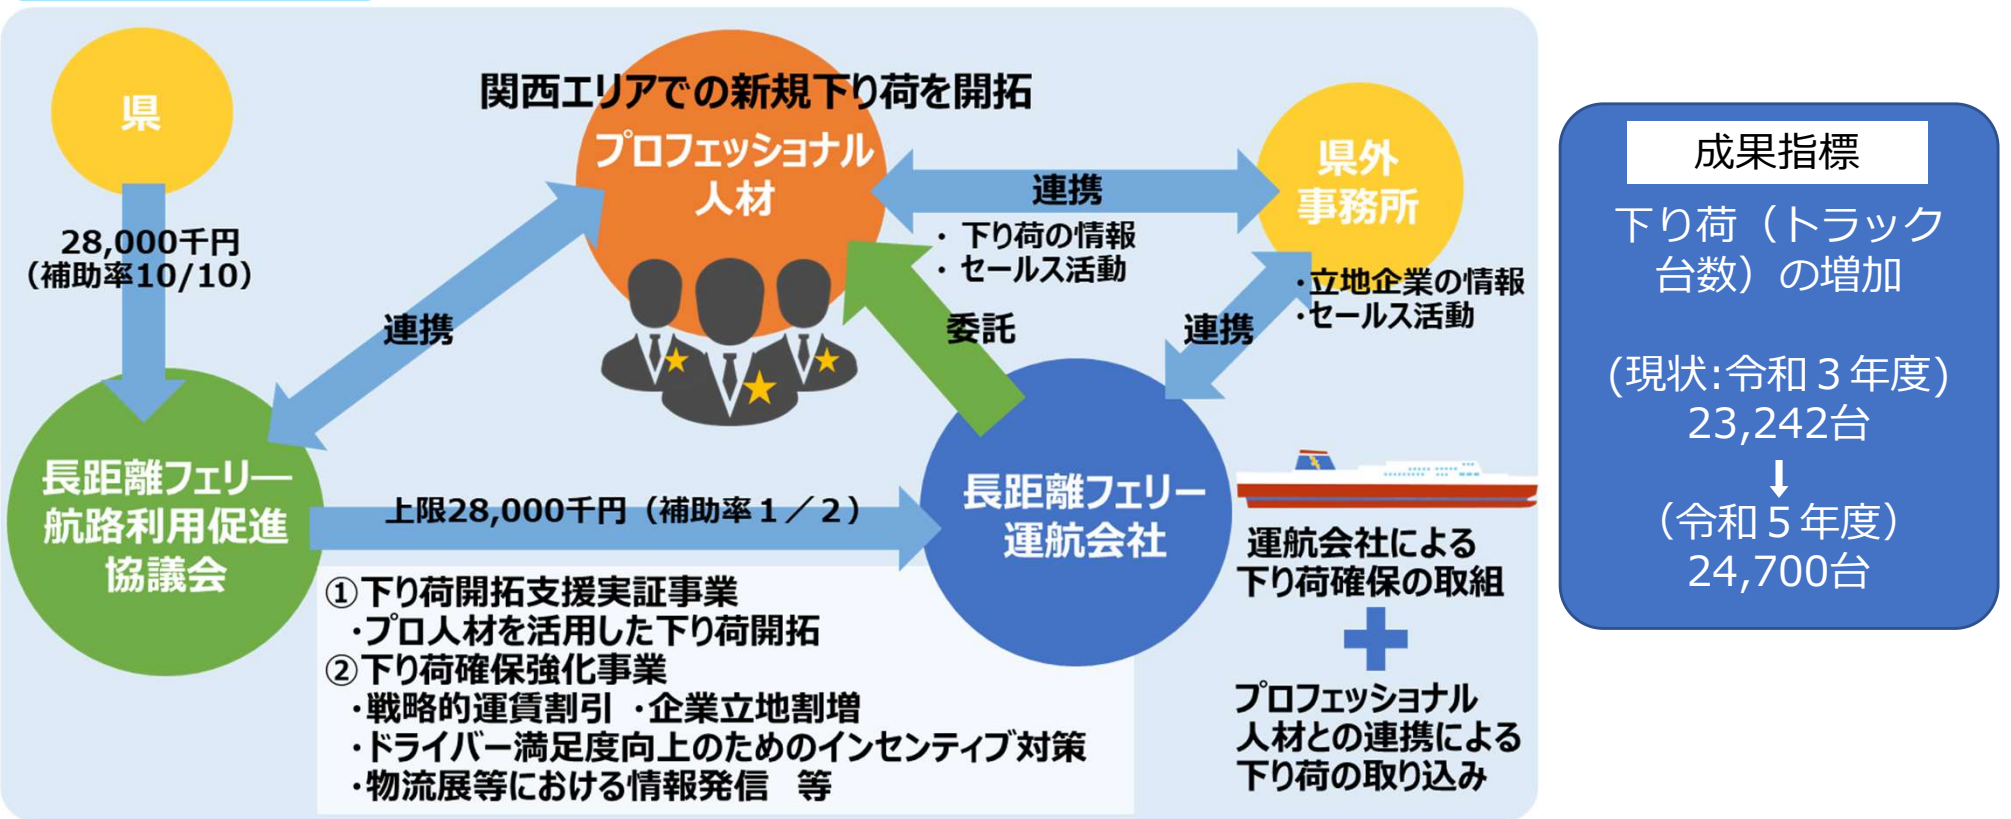 県
28,000千円
（補助率10/10）
関西エリアでの新規下り荷を開拓
プロフェッショナル
人材
連携
県外
事務所
・ 下り荷の情報
・ セールス活動
・立地企業の情報
・セールス活動
連携
委託
連携
長距離フェリー
航路利用促進
協議会
上限28,000千円（補助率１／２）
長距離フェリー
運航会社
①下り荷開拓支援実証事業
・プロ人材を活用した下り荷開拓
②下り荷確保強化事業
・戦略的運賃割引 ・企業立地割増
・ドライバー満足度向上のためのインセンティブ対策
・物流展等における情報発信 等
運航会社による
下り荷確保の取組
プロフェッショナル
人材との連携による
下り荷の取り込み
成果指標
下り荷（トラック
台数）の増加
(現状:令和３年度)
23,242台
（令和５年度）
24,700台